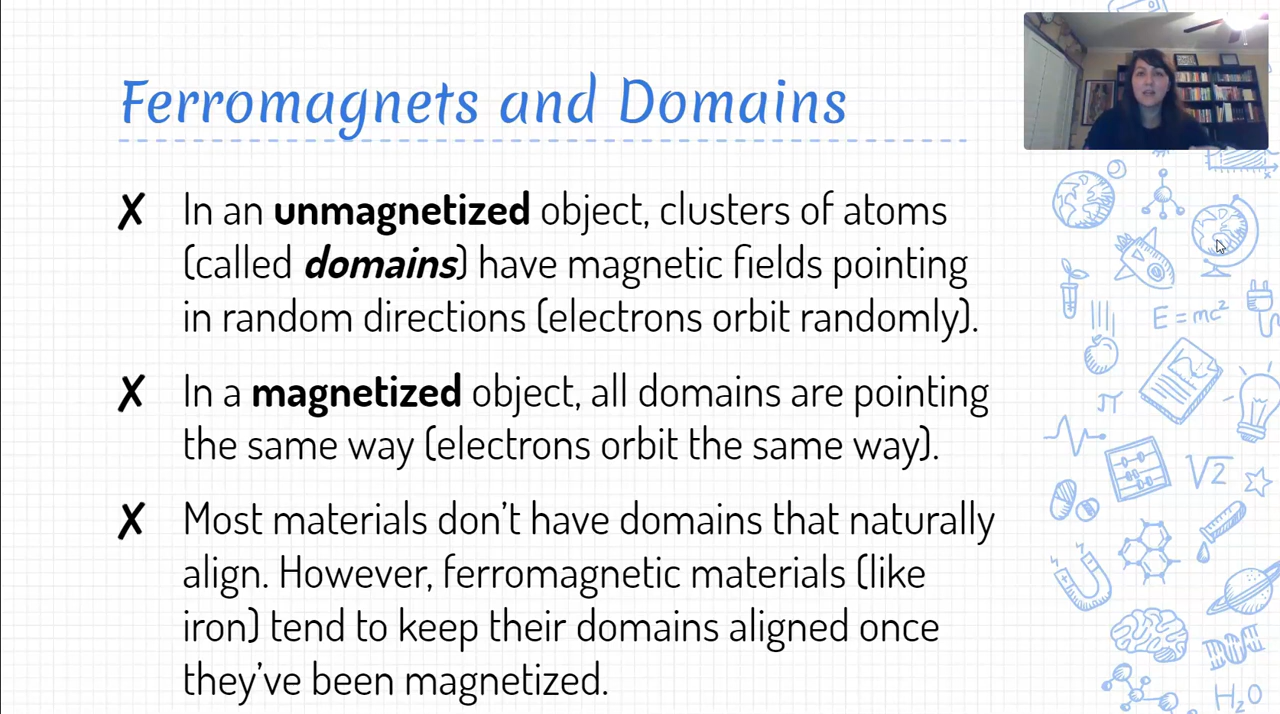 Ferromagnets and Domains
✗ In an unmagnetized object, clusters of atoms
(called domains) have magnetic fields pointing
in random directions (electrons orbit randomly).
✗ In a magnetized object, all domains are pointing
the same way (electrons orbit the same way).
✗ Most materials don't have domains that naturally
align. However, ferromagnetic materials (like
iron) tend to keep their domains aligned once
they've been magnetized.
E=mc²
π
√2
H₂O